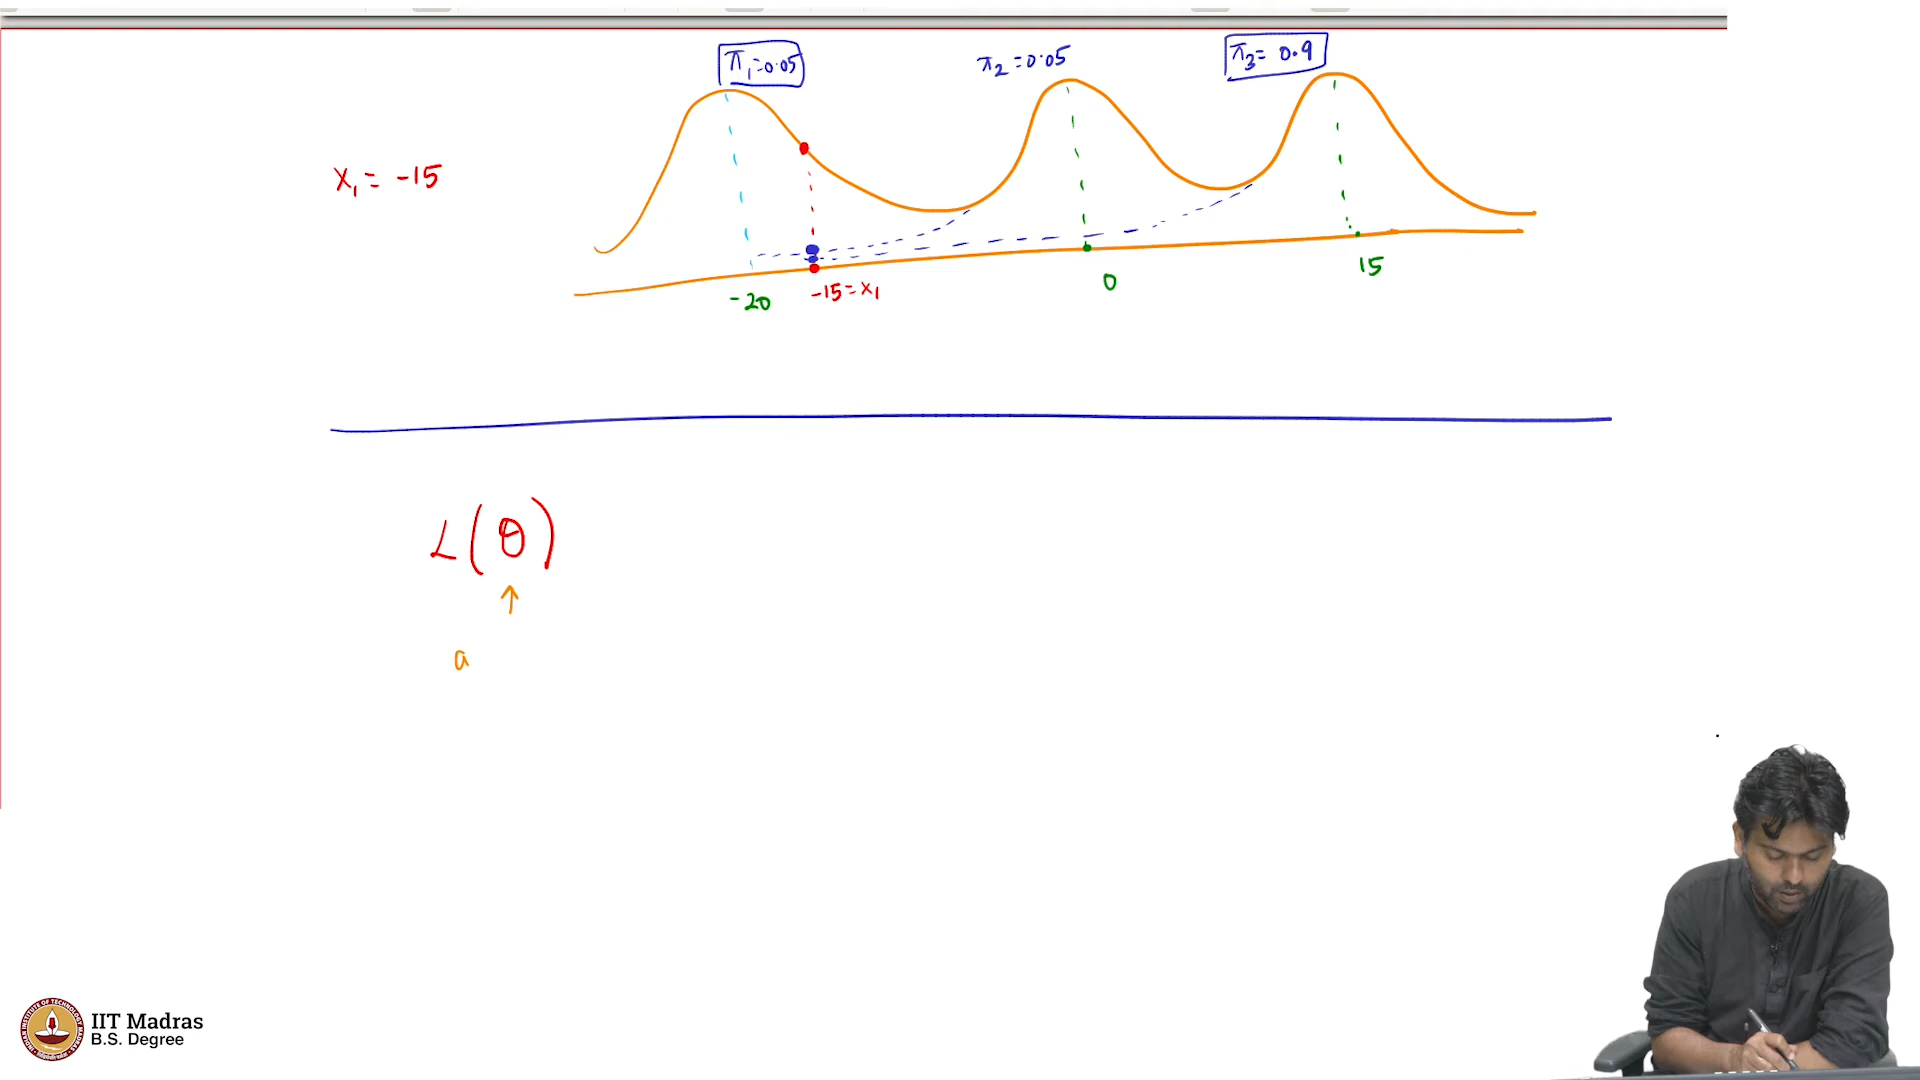 π₁=0.05 π₂=0.05 π₃=0.9
x₁ = -15
-20 -15=x₁ 0 15
L(θ)
↑
a
IIT Madras
B.S. Degree